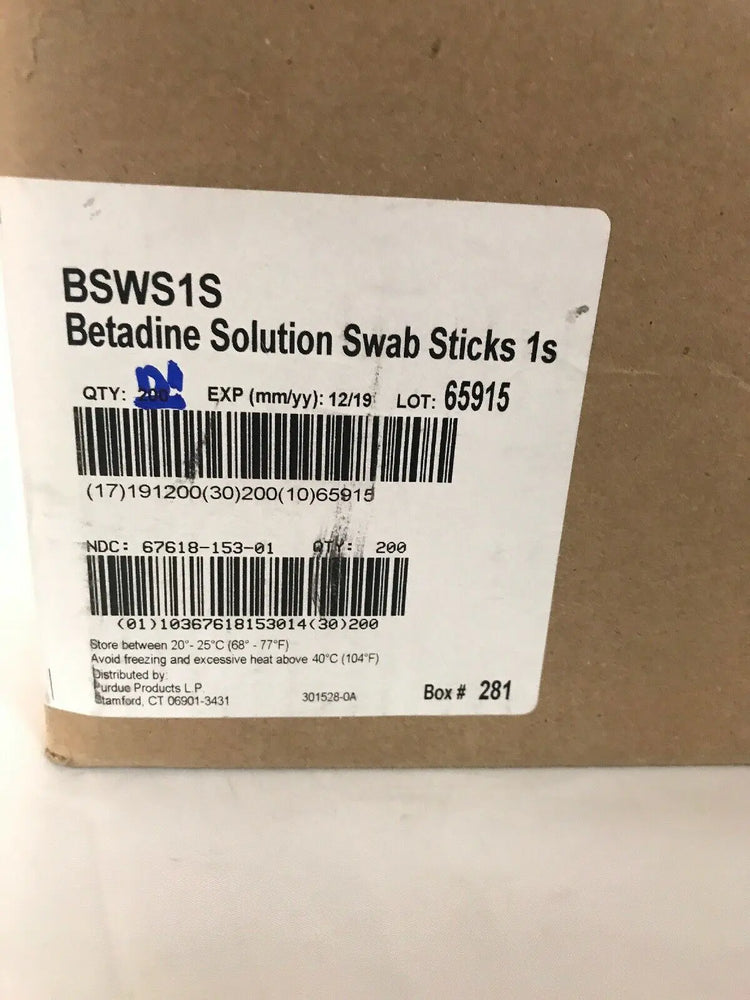 BSWS1S
Betadine Solution Swab Sticks 1s
QTY: 200 EXP (mm/yy): 12/19 LOT: 65915
(17)191200(30)200(10)65915
NDC: 67618-153-01 QTY: 200
(01)10367618153014(30)200
Store between 20°- 25°C (68° - 77°F)
Avoid freezing and excessive heat above 40°C (104°F)
Distributed by:
Purdue Products L.P.
Stamford, CT 06901-3431 301528-0A
Box # 281